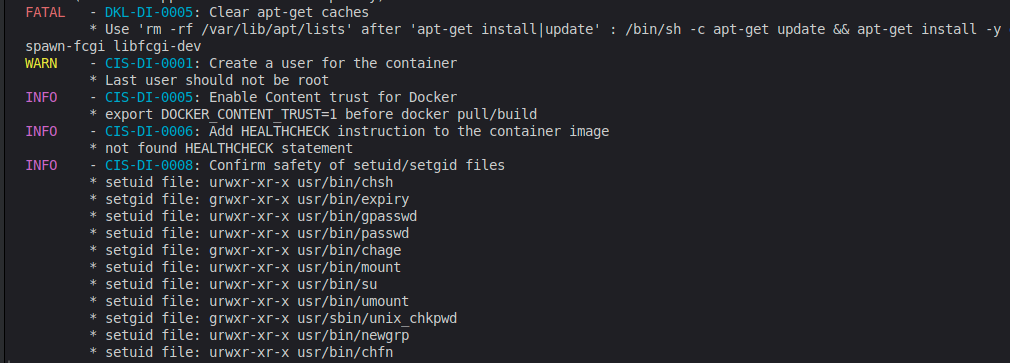 FATAL - DKL-DI-0005: Clear apt-get caches
* Use 'rm -rf /var/lib/apt/lists' after 'apt-get install|update' : /bin/sh -c apt-get update && apt-get install -y
spawn-fcgi libfcgi-dev
WARN - CIS-DI-0001: Create a user for the container
* Last user should not be root
INFO - CIS-DI-0005: Enable Content trust for Docker
* export DOCKER_CONTENT_TRUST=1 before docker pull/build
INFO - CIS-DI-0006: Add HEALTHCHECK instruction to the container image
* not found HEALTHCHECK statement
INFO - CIS-DI-0008: Confirm safety of setuid/setgid files
* setuid file: urwxr-xr-x usr/bin/chsh
* setgid file: grwxr-xr-x usr/bin/expiry
* setuid file: urwxr-xr-x usr/bin/gpasswd
* setuid file: urwxr-xr-x usr/bin/passwd
* setgid file: grwxr-xr-x usr/bin/chage
* setuid file: urwxr-xr-x usr/bin/mount
* setuid file: urwxr-xr-x usr/bin/su
* setuid file: urwxr-xr-x usr/bin/umount
* setgid file: grwxr-xr-x usr/sbin/unix_chkpwd
* setuid file: urwxr-xr-x usr/bin/newgrp
* setuid file: urwxr-xr-x usr/bin/chfn